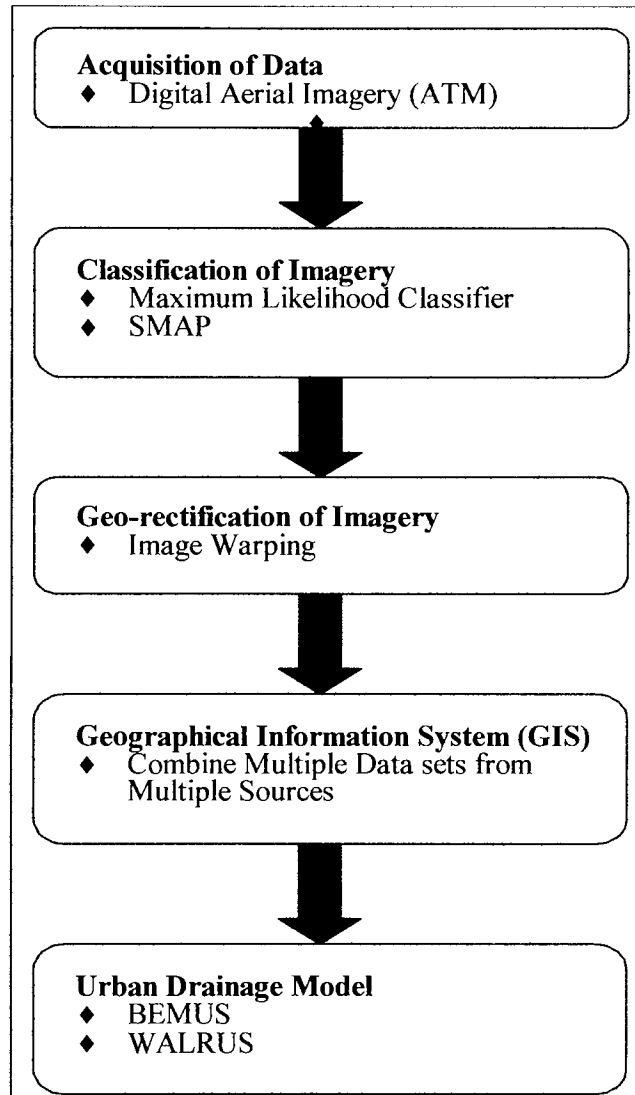 Acquisition of Data
♦ Digital Aerial Imagery (ATM)
♦
Classification of Imagery
♦ Maximum Likelihood Classifier
♦ SMAP
Geo-rectification of Imagery
♦ Image Warping
Geographical Information System (GIS)
♦ Combine Multiple Data sets from
Multiple Sources
Urban Drainage Model
♦ BEMUS
♦ WALRUS